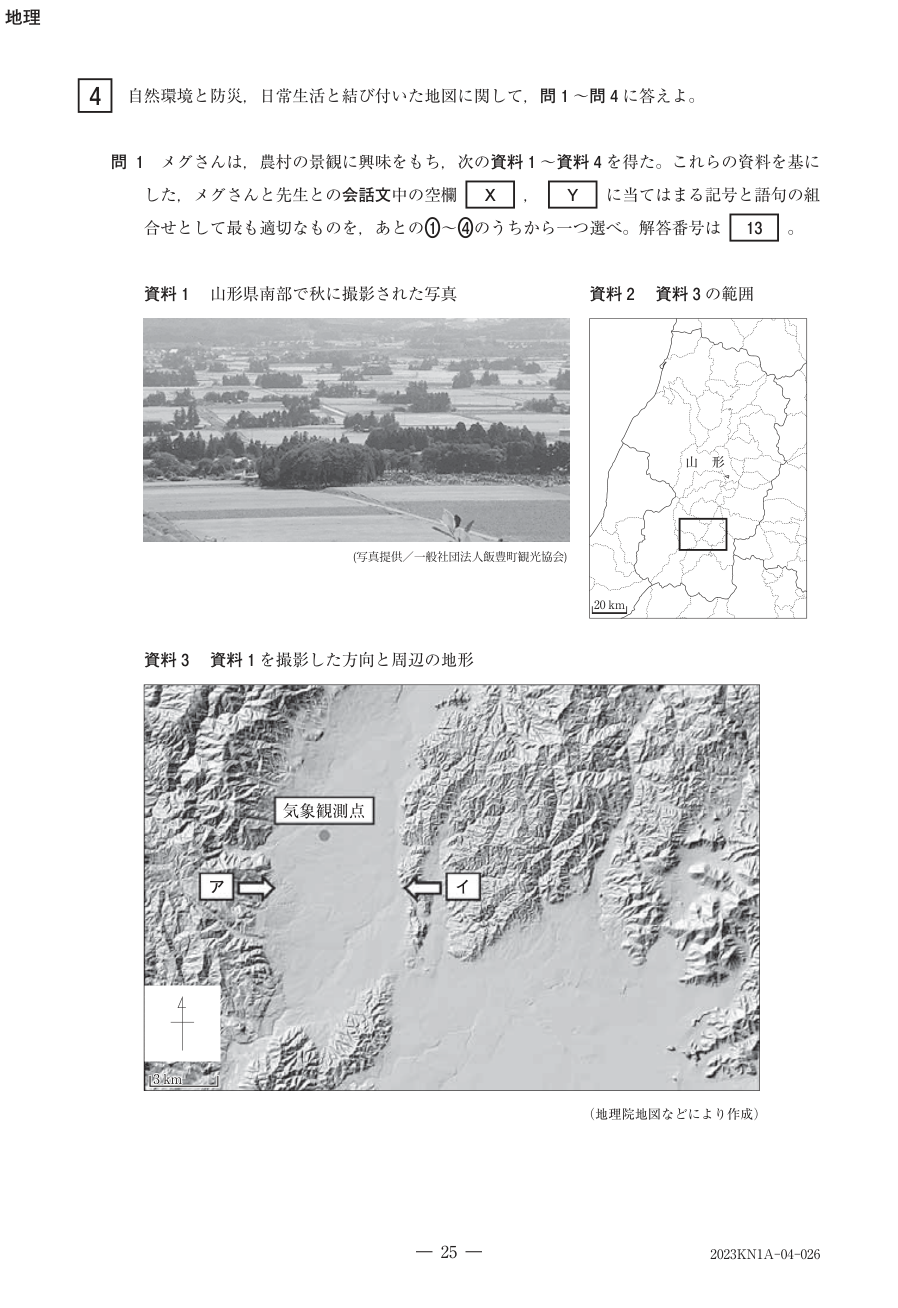 地理
4 自然環境と防災，日常生活と結び付いた地図に関して，問1～問4に答えよ。
問1 メグさんは，農村の景観に興味をもち，次の資料1～資料4を得た。これらの資料を基に
した，メグさんと先生との会話文中の空欄 X ， Y に当てはまる記号と語句の組
合せとして最も適切なものを，あとの①～④のうちから一つ選べ。解答番号は 13 。
資料1 山形県南部で秋に撮影された写真
資料2 資料3の範囲
山形
(写真提供／一般社団法人飯豊町観光協会)
20 km
資料3 資料1を撮影した方向と周辺の地形
気象観測点
ア
イ
3 km
（地理院地図などにより作成）
― 25 ―
2023KN1A-04-026